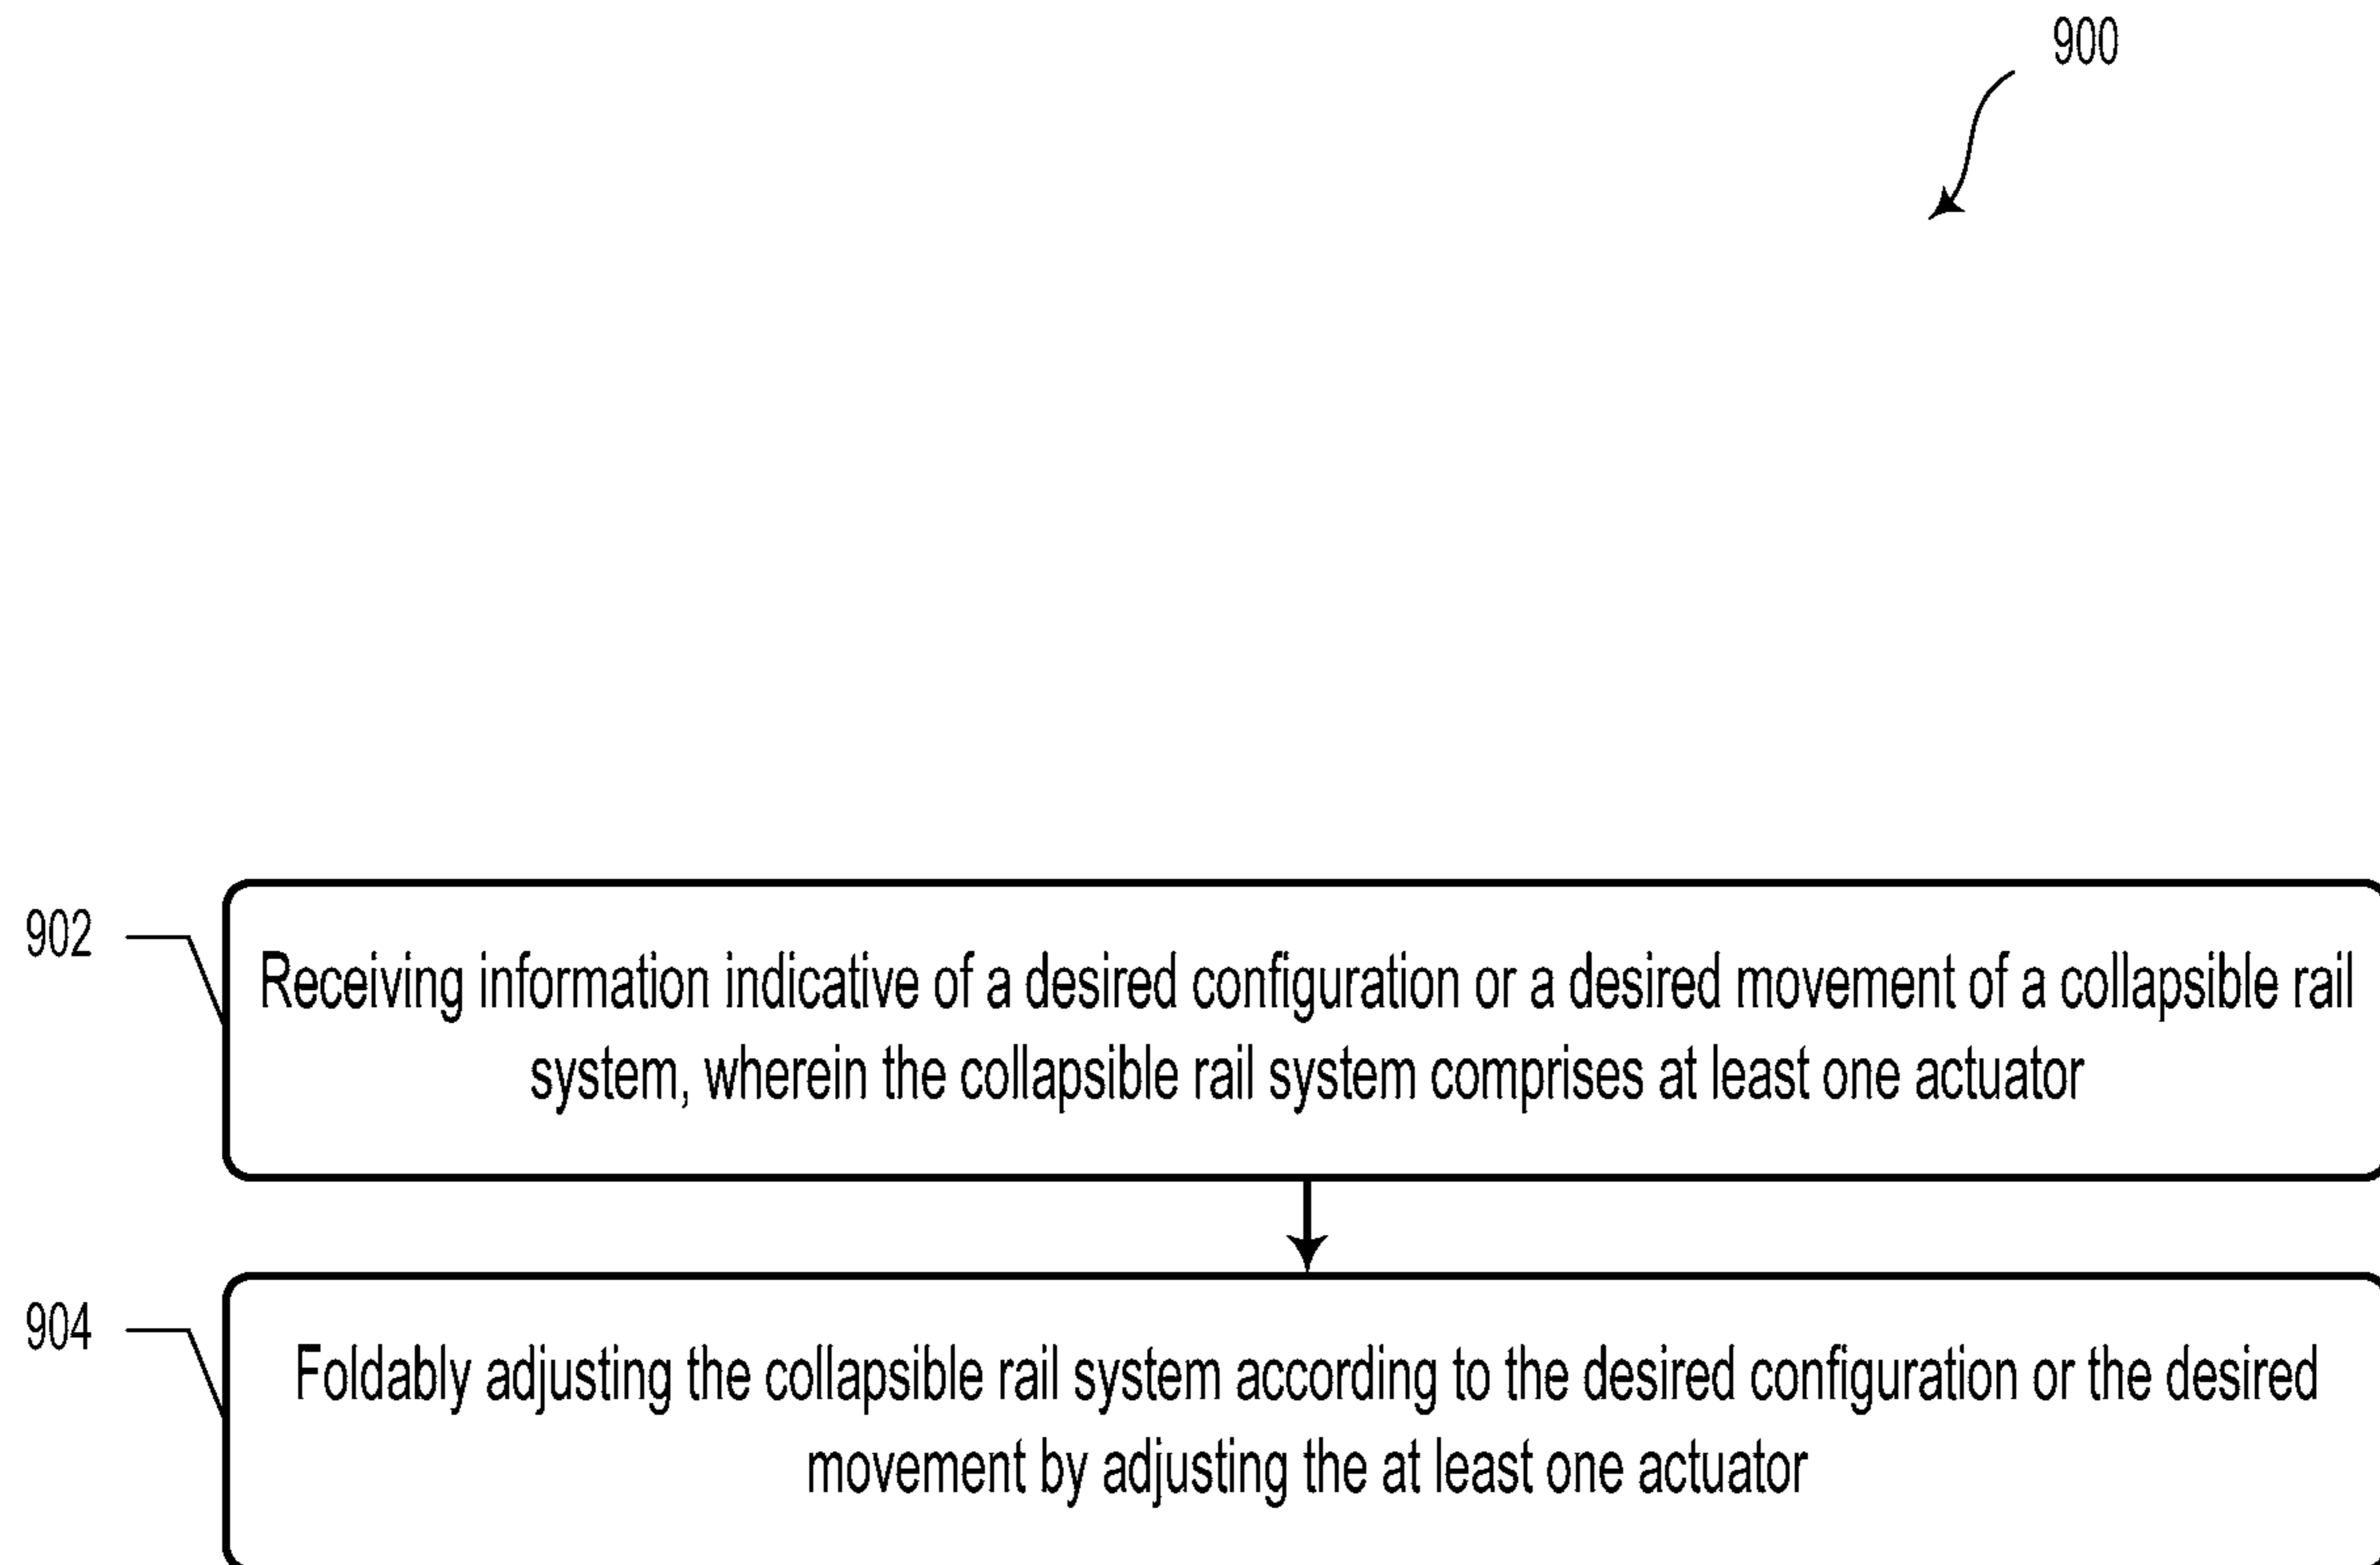 900
902
Receiving information indicative of a desired configuration or a desired movement of a collapsible rail
system, wherein the collapsible rail system comprises at least one actuator
904
Foldably adjusting the collapsible rail system according to the desired configuration or the desired
movement by adjusting the at least one actuator